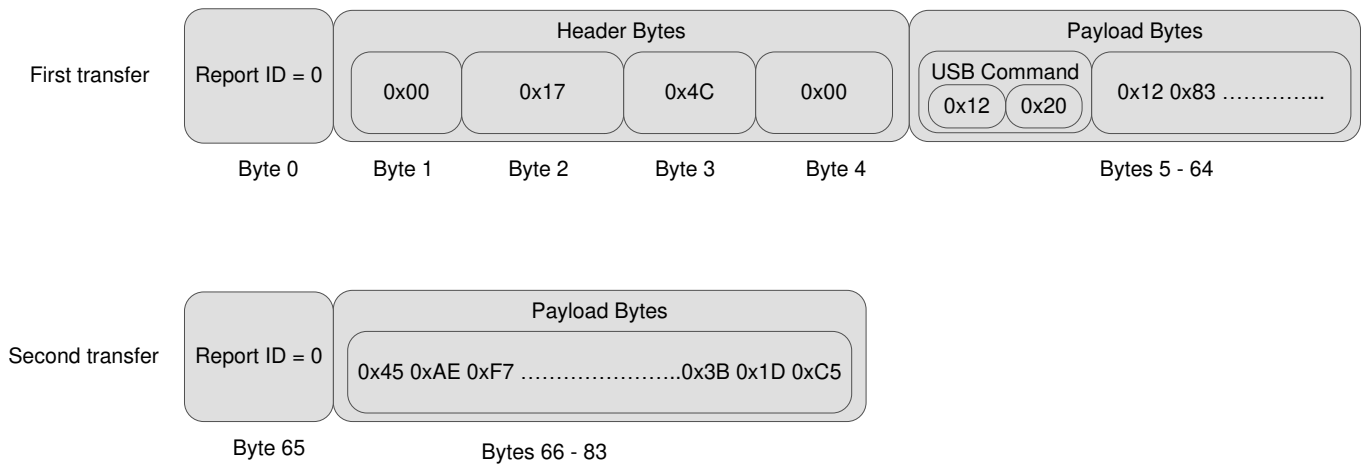 Header Bytes
Payload Bytes
First transfer
Report ID = 0
0x00
0x17
0x4C
0x00
USB Command
0x12
0x20
0x12 0x83 …………...
Byte 0
Byte 1
Byte 2
Byte 3
Byte 4
Bytes 5 - 64
Payload Bytes
Second transfer
Report ID = 0
0x45 0xAE 0xF7 …………………..0x3B 0x1D 0xC5
Byte 65
Bytes 66 - 83